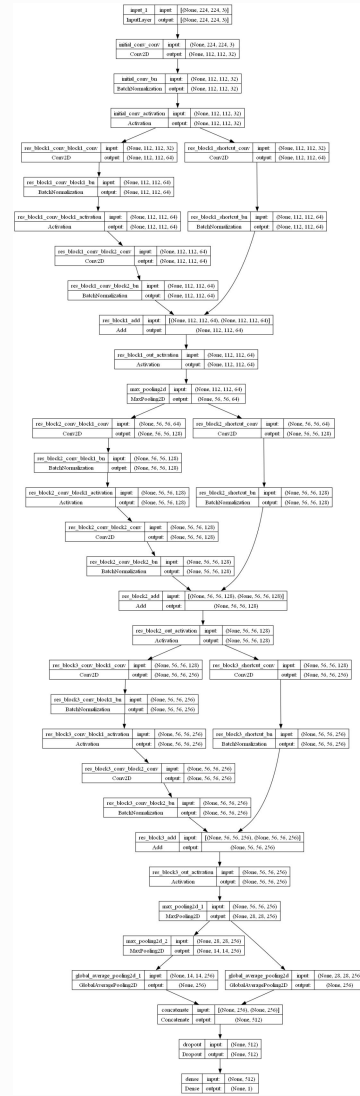 input_1 input: [(None, 224, 224, 3)]
InputLayer output: [(None, 224, 224, 3)]
initial_conv_conv input: (None, 224, 224, 3)
Conv2D output: (None, 112, 112, 32)
initial_conv_bn input: (None, 112, 112, 32)
BatchNormalization output: (None, 112, 112, 32)
initial_conv_activation input: (None, 112, 112, 32)
Activation output: (None, 112, 112, 32)
res_block1_conv_block1_conv input: (None, 112, 112, 32)
Conv2D output: (None, 112, 112, 64)
res_block1_shortcut_conv input: (None, 112, 112, 32)
Conv2D output: (None, 112, 112, 64)
res_block1_conv_block1_bn input: (None, 112, 112, 64)
BatchNormalization output: (None, 112, 112, 64)
res_block1_conv_block1_activation input: (None, 112, 112, 64)
Activation output: (None, 112, 112, 64)
res_block1_shortcut_bn input: (None, 112, 112, 64)
BatchNormalization output: (None, 112, 112, 64)
res_block1_conv_block2_conv input: (None, 112, 112, 64)
Conv2D output: (None, 112, 112, 64)
res_block1_conv_block2_bn input: (None, 112, 112, 64)
BatchNormalization output: (None, 112, 112, 64)
res_block1_add input: [(None, 112, 112, 64), (None, 112, 112, 64)]
Add output: (None, 112, 112, 64)
res_block1_out_activation input: (None, 112, 112, 64)
Activation output: (None, 112, 112, 64)
max_pooling2d input: (None, 112, 112, 64)
MaxPooling2D output: (None, 56, 56, 64)
res_block2_conv_block1_conv input: (None, 56, 56, 64)
Conv2D output: (None, 56, 56, 128)
res_block2_shortcut_conv input: (None, 56, 56, 64)
Conv2D output: (None, 56, 56, 128)
res_block2_conv_block1_bn input: (None, 56, 56, 128)
BatchNormalization output: (None, 56, 56, 128)
res_block2_conv_block1_activation input: (None, 56, 56, 128)
Activation output: (None, 56, 56, 128)
res_block2_shortcut_bn input: (None, 56, 56, 128)
BatchNormalization output: (None, 56, 56, 128)
res_block2_conv_block2_conv input: (None, 56, 56, 128)
Conv2D output: (None, 56, 56, 128)
res_block2_conv_block2_bn input: (None, 56, 56, 128)
BatchNormalization output: (None, 56, 56, 128)
res_block2_add input: [(None, 56, 56, 128), (None, 56, 56, 128)]
Add output: (None, 56, 56, 128)
res_block2_out_activation input: (None, 56, 56, 128)
Activation output: (None, 56, 56, 128)
res_block3_conv_block1_conv input: (None, 56, 56, 128)
Conv2D output: (None, 56, 56, 256)
res_block3_shortcut_conv input: (None, 56, 56, 128)
Conv2D output: (None, 56, 56, 256)
res_block3_conv_block1_bn input: (None, 56, 56, 256)
BatchNormalization output: (None, 56, 56, 256)
res_block3_conv_block1_activation input: (None, 56, 56, 256)
Activation output: (None, 56, 56, 256)
res_block3_shortcut_bn input: (None, 56, 56, 256)
BatchNormalization output: (None, 56, 56, 256)
res_block3_conv_block2_conv input: (None, 56, 56, 256)
Conv2D output: (None, 56, 56, 256)
res_block3_conv_block2_bn input: (None, 56, 56, 256)
BatchNormalization output: (None, 56, 56, 256)
res_block3_add input: [(None, 56, 56, 256), (None, 56, 56, 256)]
Add output: (None, 56, 56, 256)
res_block3_out_activation input: (None, 56, 56, 256)
Activation output: (None, 56, 56, 256)
max_pooling2d_1 input: (None, 56, 56, 256)
MaxPooling2D output: (None, 28, 28, 256)
max_pooling2d_2 input: (None, 28, 28, 256)
MaxPooling2D output: (None, 14, 14, 256)
global_average_pooling2d_1 input: (None, 14, 14, 256)
GlobalAveragePooling2D output: (None, 256)
global_average_pooling2d input: (None, 28, 28, 256)
GlobalAveragePooling2D output: (None, 256)
concatenate input: [(None, 256), (None, 256)]
Concatenate output: (None, 512)
dropout input: (None, 512)
Dropout output: (None, 512)
dense input: (None, 512)
Dense output: (None, 1)